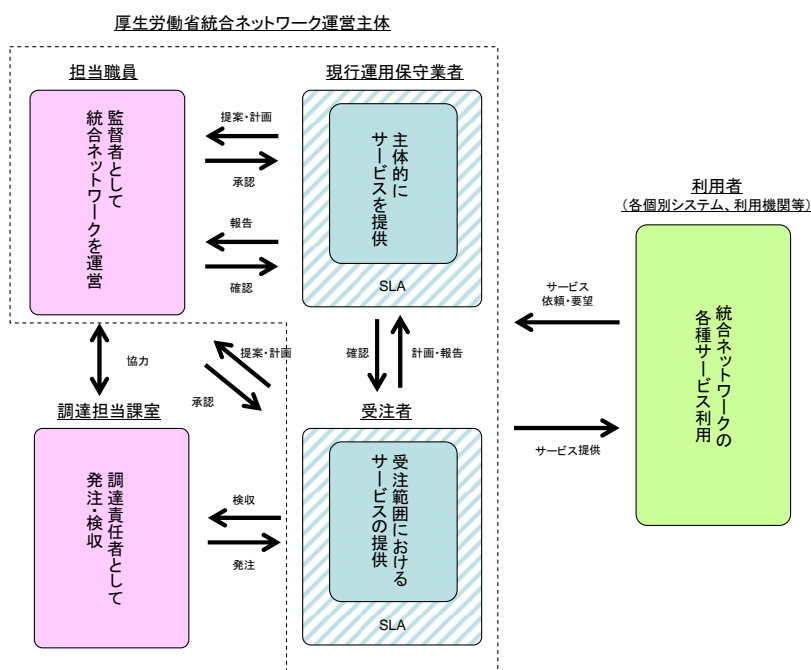 厚生労働省統合ネットワーク運営主体
担当職員
現行運用保守業者
監督者として
統合ネットワークを運営
提案・計画
承認
報告
確認
主体的に
サービスを提供
SLA
利用者
(各個別システム、利用機関等)
サービス
依頼・要望
サービス提供
統合ネットワークの
各種サービス利用
協力
提案・計画
承認
確認
計画・報告
調達担当課室
受注者
調達責任者として
発注・検収
検収
発注
受注範囲における
サービスの提供
SLA